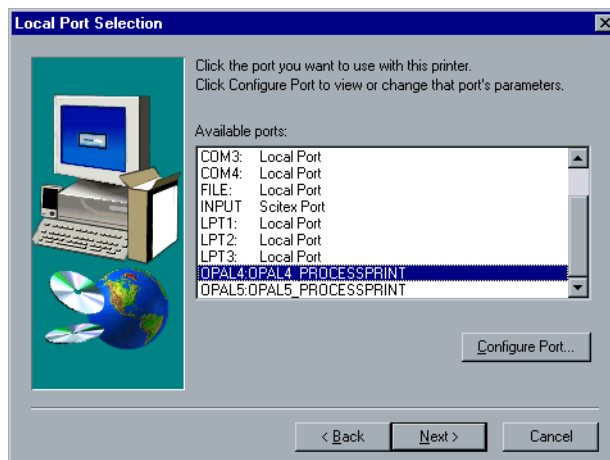 Local Port Selection
Click the port you want to use with this printer.
Click Configure Port to view or change that port's parameters.
Available ports:
COM3: Local Port
COM4: Local Port
FILE: Local Port
INPUT Scitex Port
LPT1: Local Port
LPT2: Local Port
LPT3: Local Port
OPAL4:OPAL4_PROCESSPRINT
OPAL5:OPAL5_PROCESSPRINT
Configure Port...
< Back Next > Cancel